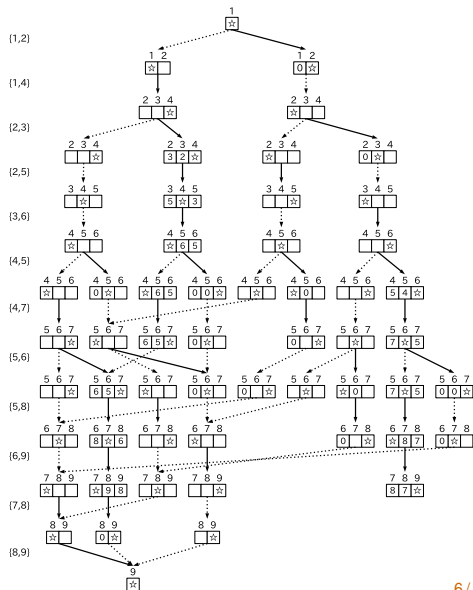 1
☆
{1,2}
1 2 1 2
☆ 0 ☆
{1,4}
2 3 4 2 3 4
☆ ☆
{2,3}
2 3 4 2 3 4 2 3 4 2 3 4
☆ 3 2 ☆ ☆ 0 ☆
{2,5}
3 4 5 3 4 5 3 4 5 3 4 5
☆ 5 ☆ 3 ☆ ☆
{3,6}
4 5 6 4 5 6 4 5 6 4 5 6
☆ ☆ 6 5 ☆ ☆
{4,5}
4 5 6 4 5 6 4 5 6 4 5 6 4 5 6 4 5 6 4 5 6 4 5 6
☆ 0 ☆ ☆ 6 5 0 0 ☆ ☆ ☆ 0 ☆ 5 4 ☆
{4,7}
5 6 7 5 6 7 5 6 7 5 6 7 5 6 7 5 6 7 5 6 7
☆ 6 5 ☆ 0 ☆ 0 ☆ ☆ 7 ☆ 5
{5,6}
5 6 7 5 6 7 5 6 7 5 6 7 5 6 7 5 6 7 5 6 7 5 6 7 5 6 7
☆ 6 5 ☆ ☆ 0 ☆ 0 ☆ ☆ ☆ 0 7 ☆ 5 0 0 ☆
{5,8}
6 7 8 6 7 8 6 7 8 6 7 8 6 7 8 6 7 8 6 7 8
☆ 8 ☆ 6 ☆ ☆ 0 ☆ ☆ 8 7 0 ☆
{6,9}
7 8 9 7 8 9 7 8 9 7 8 9 7 8 9
☆ ☆ 9 8 ☆ ☆ 8 7 ☆
{7,8}
8 9 8 9 8 9
☆ 0 ☆ ☆
{8,9}
9
☆
6 /